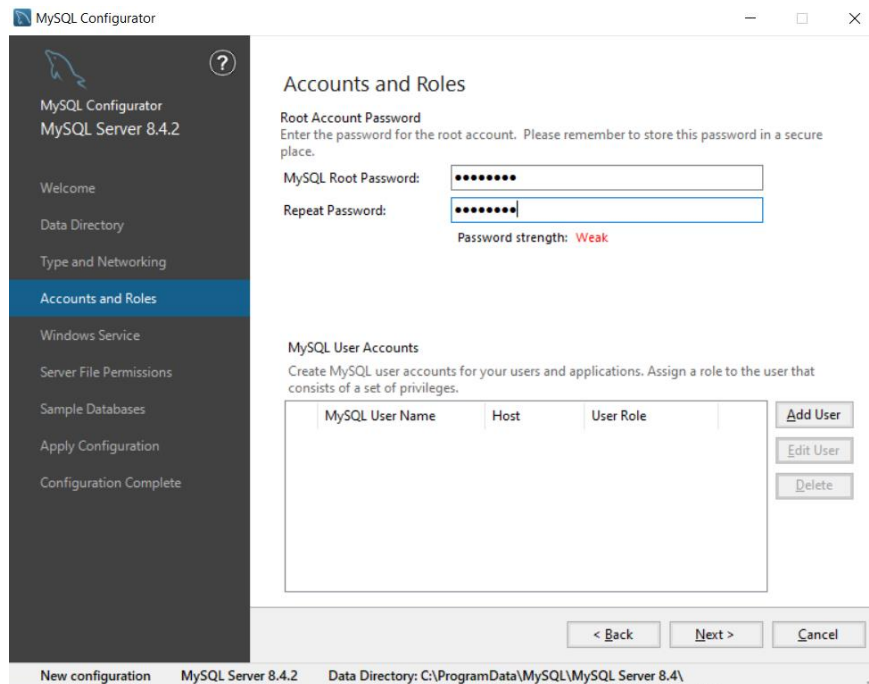 MySQL Configurator
?
MySQL Configurator
MySQL Server 8.4.2
Welcome
Data Directory
Type and Networking
Accounts and Roles
Windows Service
Server File Permissions
Sample Databases
Apply Configuration
Configuration Complete
Accounts and Roles
Root Account Password
Enter the password for the root account. Please remember to store this password in a secure
place.
MySQL Root Password: ●●●●●●●●
Repeat Password: ●●●●●●●●
Password strength: Weak
MySQL User Accounts
Create MySQL user accounts for your users and applications. Assign a role to the user that
consists of a set of privileges.
MySQL User Name Host User Role
Add User
Edit User
Delete
< Back Next > Cancel
New configuration MySQL Server 8.4.2 Data Directory: C:\ProgramData\MySQL\MySQL Server 8.4\